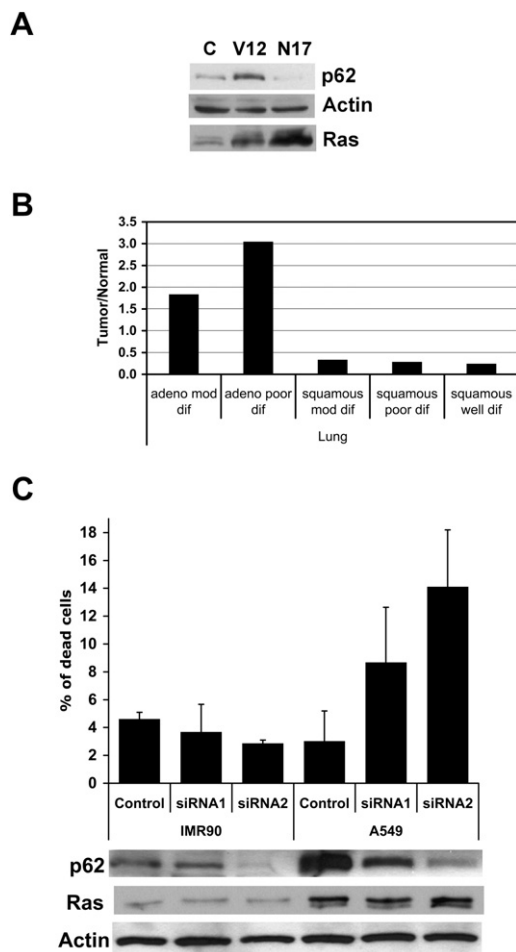 A
C V12 N17
p62
Actin
Ras
B
Tumor/Normal
3.5
3.0
2.5
2.0
1.5
1.0
0.5
0.0
adeno mod dif
adeno poor dif
squamous mod dif
squamous poor dif
squamous well dif
Lung
C
% of dead cells
18
16
14
12
10
8
6
4
2
0
Control siRNA1 siRNA2 Control siRNA1 siRNA2
IMR90 A549
p62
Ras
Actin